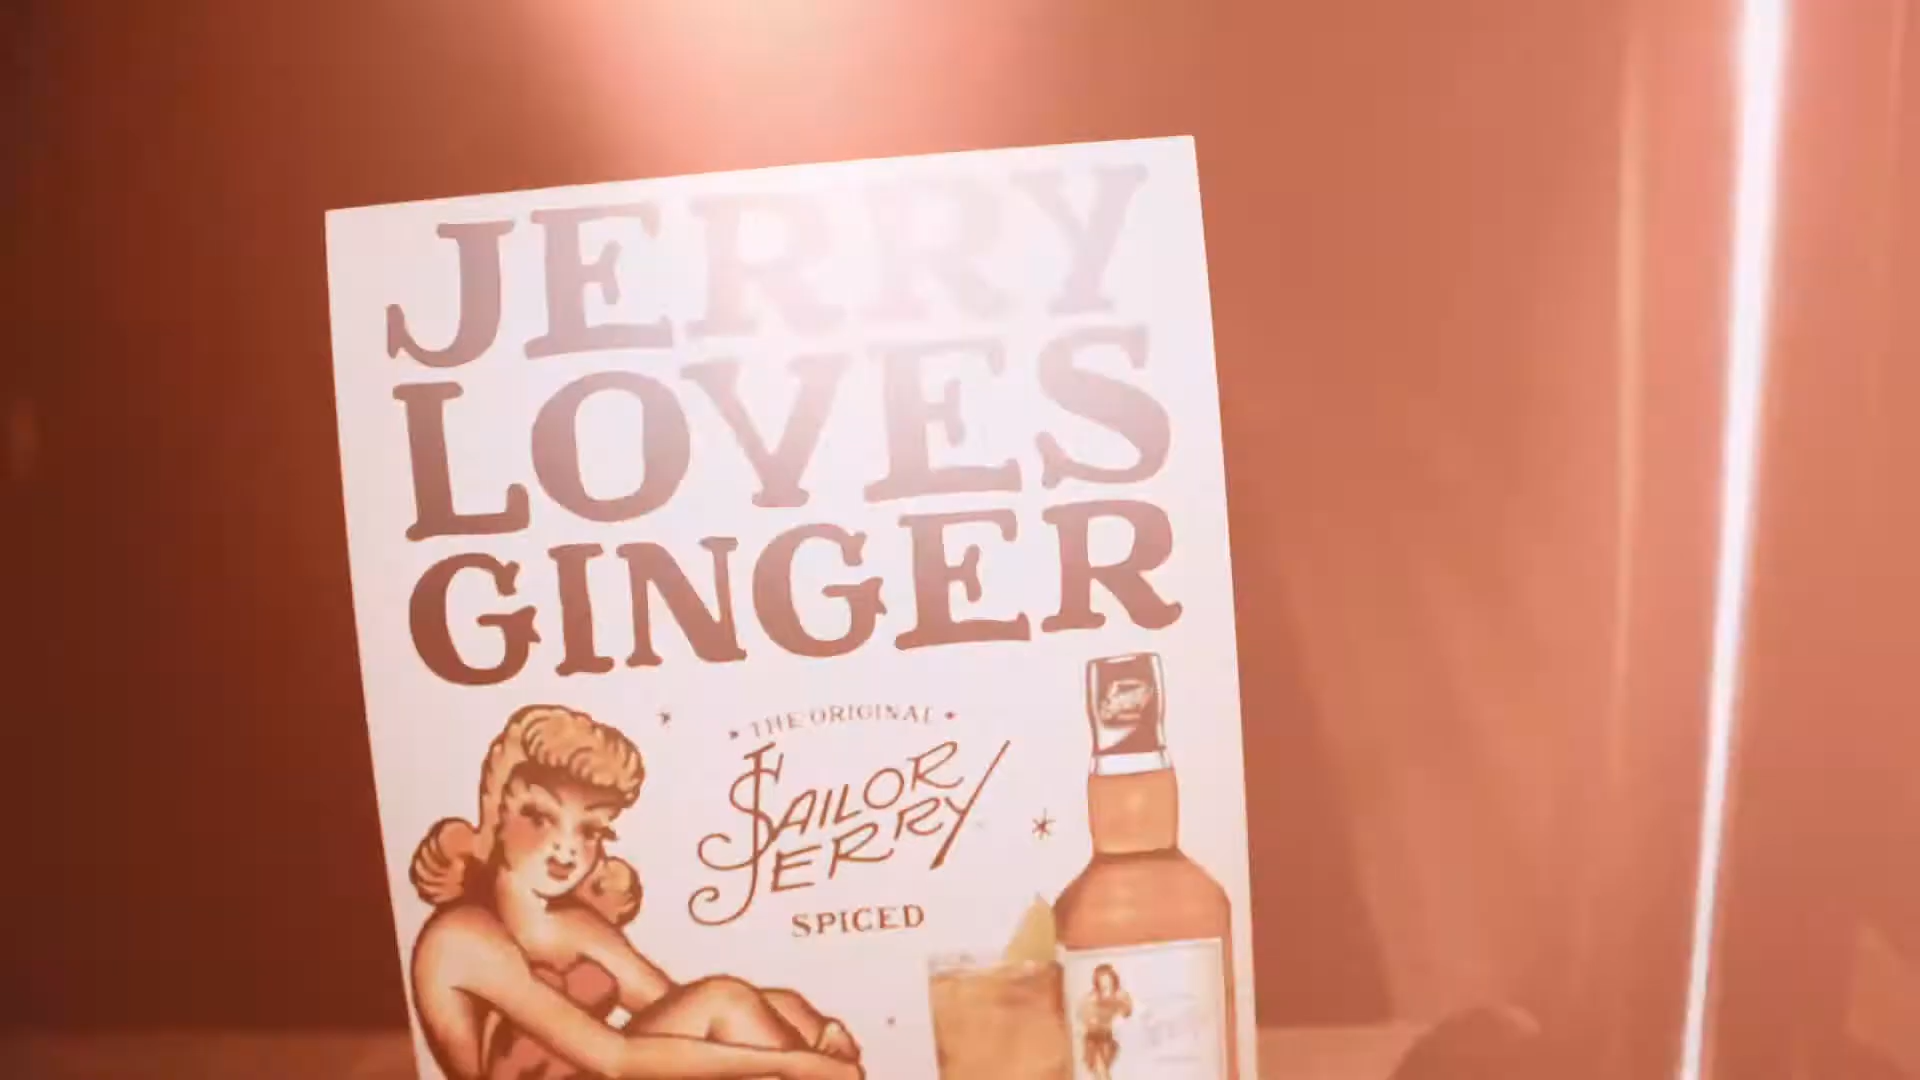 JERRY
LOVES
GINGER
THE ORIGINAL
SAILOR
JERRY
SPICED